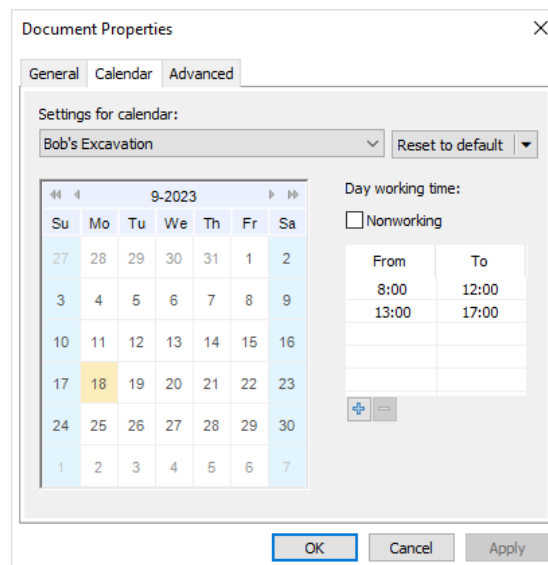 Document Properties
General Calendar Advanced
Settings for calendar:
Bob's Excavation
Reset to default
9-2023
Su Mo Tu We Th Fr Sa
27 28 29 30 31 1 2
3 4 5 6 7 8 9
10 11 12 13 14 15 16
17 18 19 20 21 22 23
24 25 26 27 28 29 30
1 2 3 4 5 6 7
Day working time:
Nonworking
From To
8:00 12:00
13:00 17:00
OK Cancel Apply